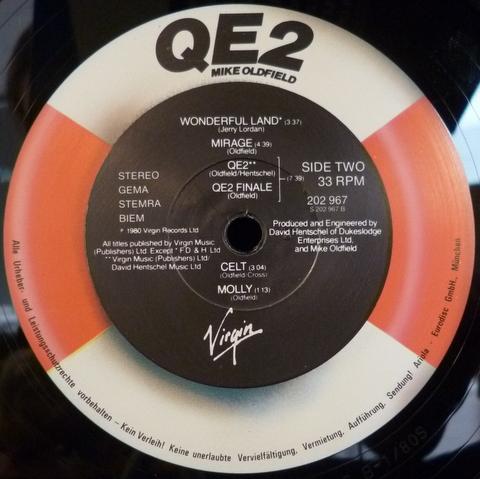 QE2
MIKE OLDFIELD
WONDERFUL LAND* (3 37)
(Jerry Lordan)
MIRAGE (4 39)
(Oldfield)
QE2**
(Oldfield/Hentschel)
QE2 FINALE
(Oldfield)
(7 39)
STEREO
GEMA
STEMRA
BIEM
SIDE TWO
33 RPM
202 967
S 202 967 B
℗ 1980 Virgin Records Ltd
All titles published by Virgin Music
(Publishers) Ltd. Except * F D & H Ltd
** Virgin Music (Publishers) Ltd/
David Hentschel Music Ltd
Produced and Engineered by
David Hentschel of Dukeslodge
Enterprises Ltd.
and Mike Oldfield
CELT (3 04)
(Oldfield/Cross)
MOLLY (1 13)
(Oldfield)
Virgin
Alle Urheber- und Leistungsschutzrechte vorbehalten – Kein Verleih! Keine unerlaubte Vervielfältigung, Vermietung, Aufführung, Sendung! Ariola - Eurodisc GmbH., München